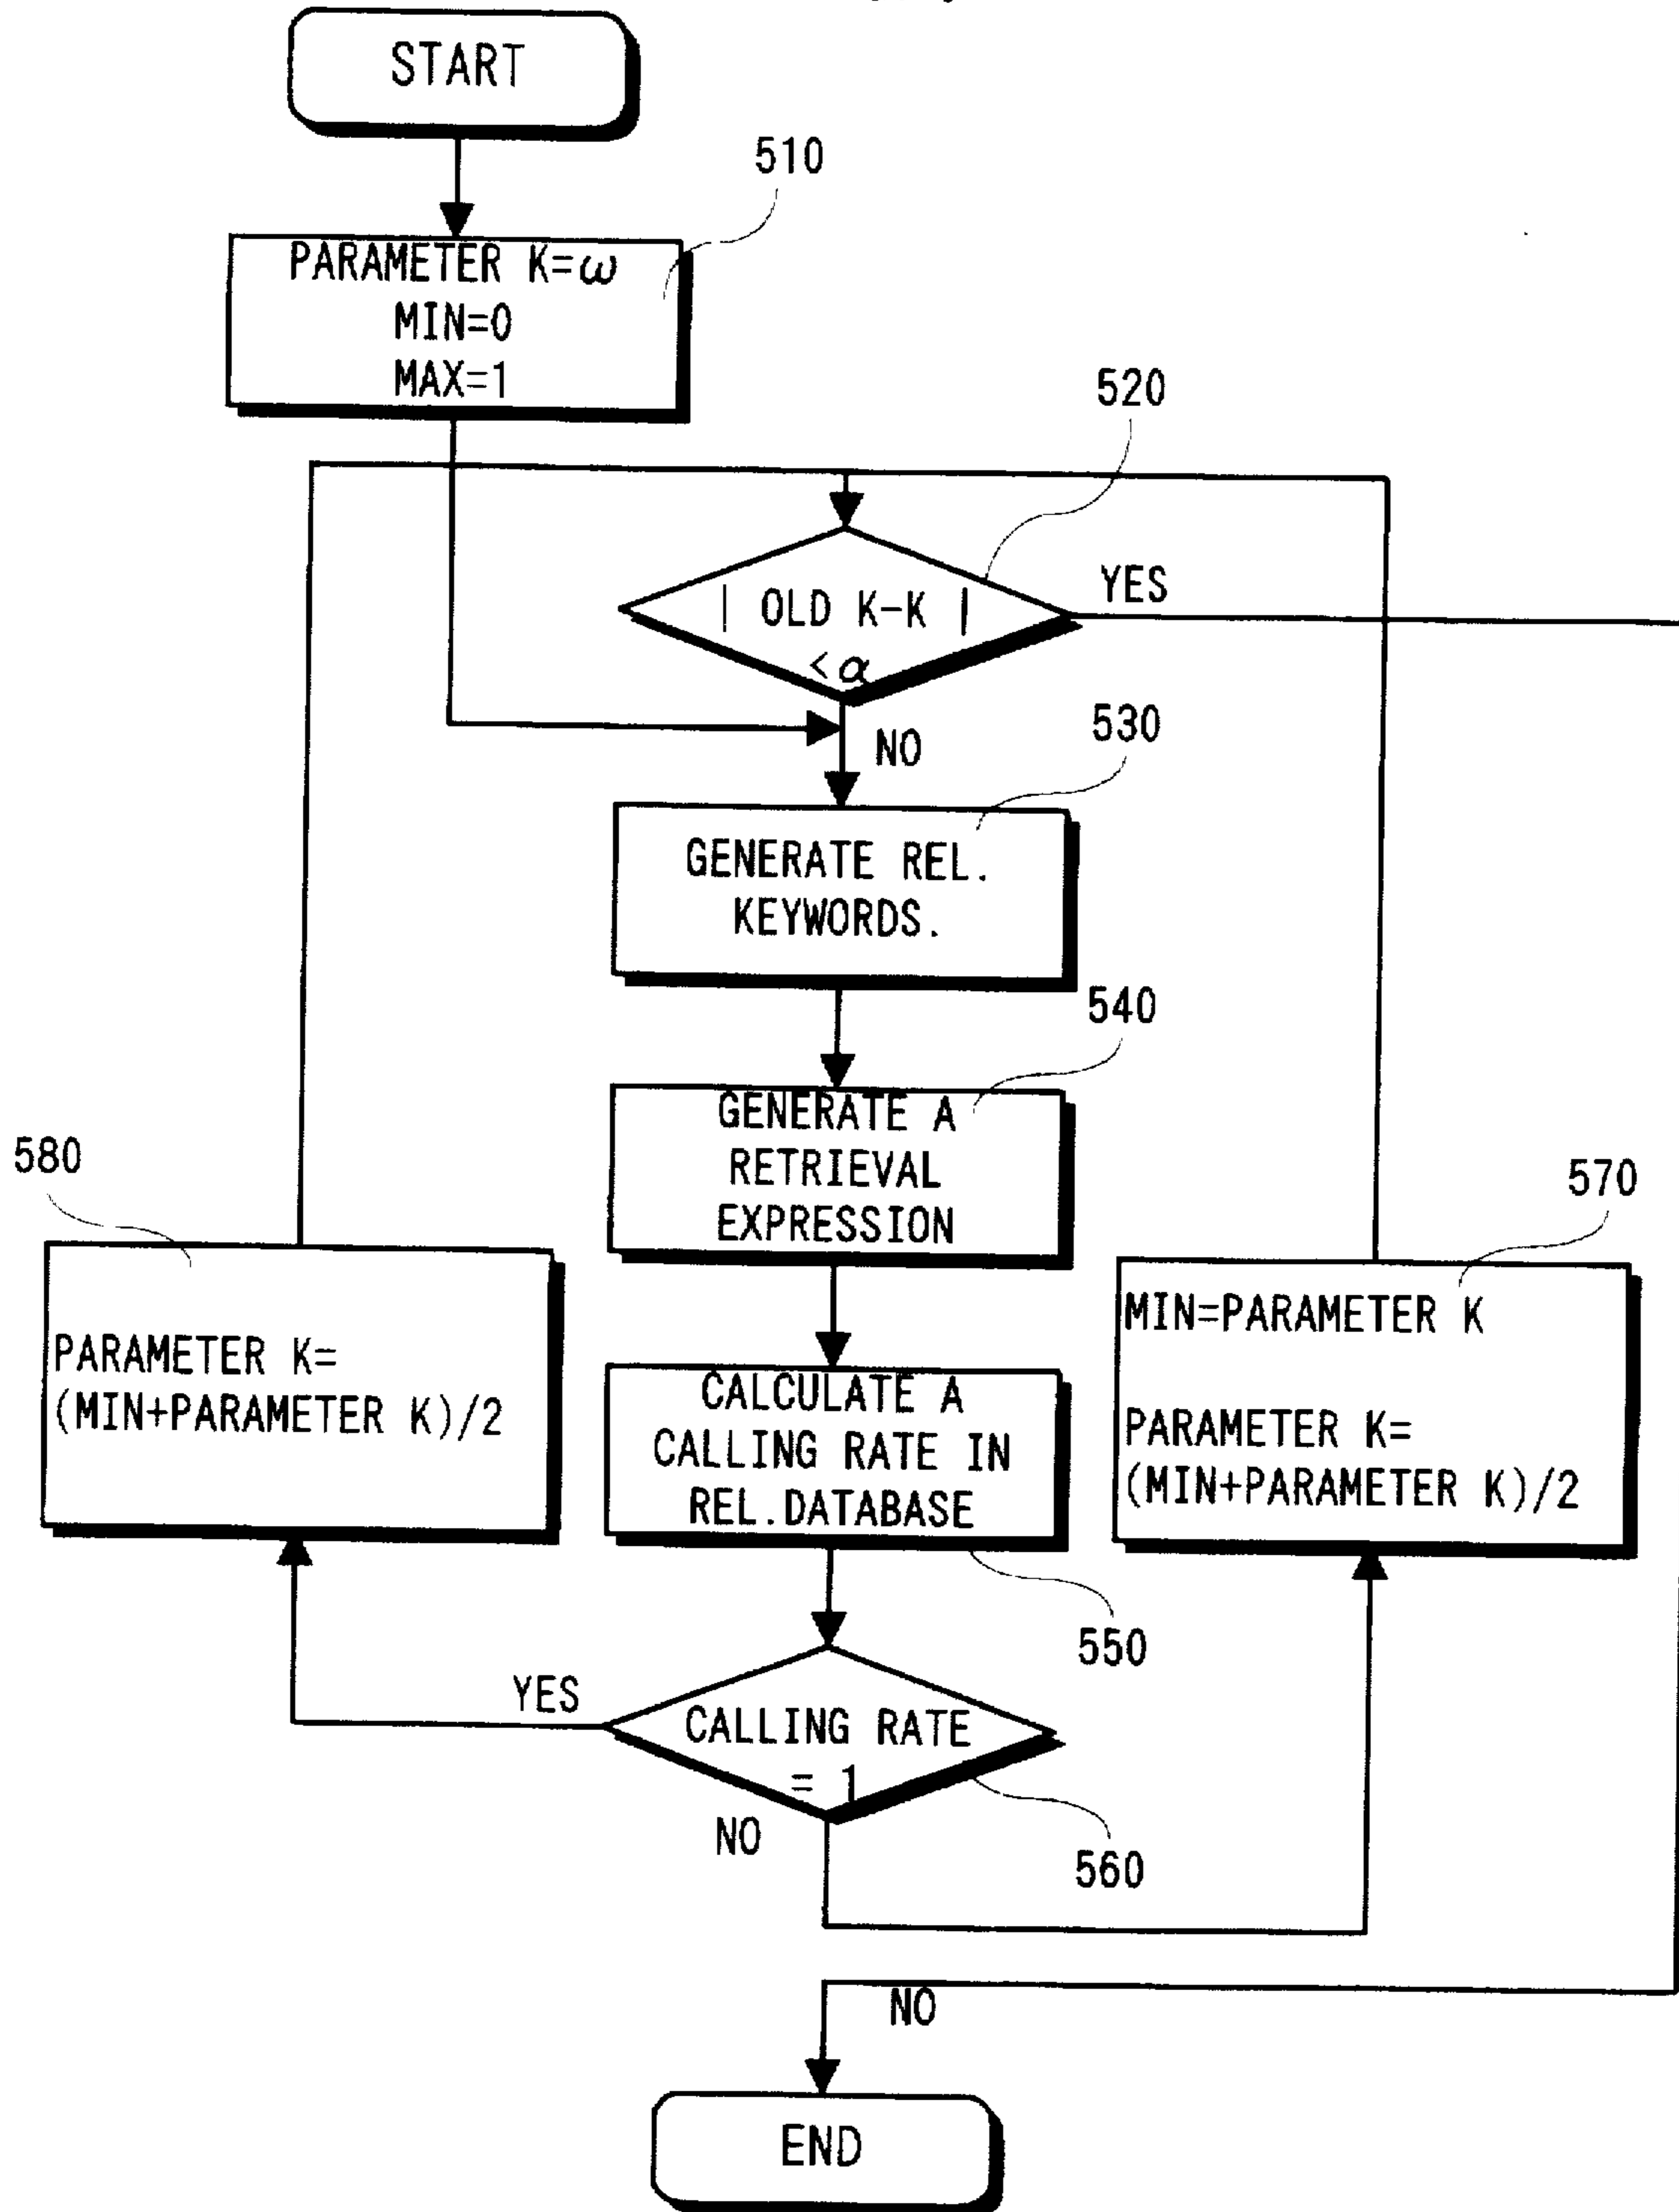 START
510
PARAMETER K=ω
MIN=0
MAX=1
520
| OLD K-K |
<α
YES
NO
530
GENERATE REL.
KEYWORDS.
540
GENERATE A
RETRIEVAL
EXPRESSION
580
PARAMETER K=
(MIN+PARAMETER K)/2
570
MIN=PARAMETER K
PARAMETER K=
(MIN+PARAMETER K)/2
CALCULATE A
CALLING RATE IN
REL.DATABASE
550
YES
CALLING RATE
= 1
NO
560
NO
END